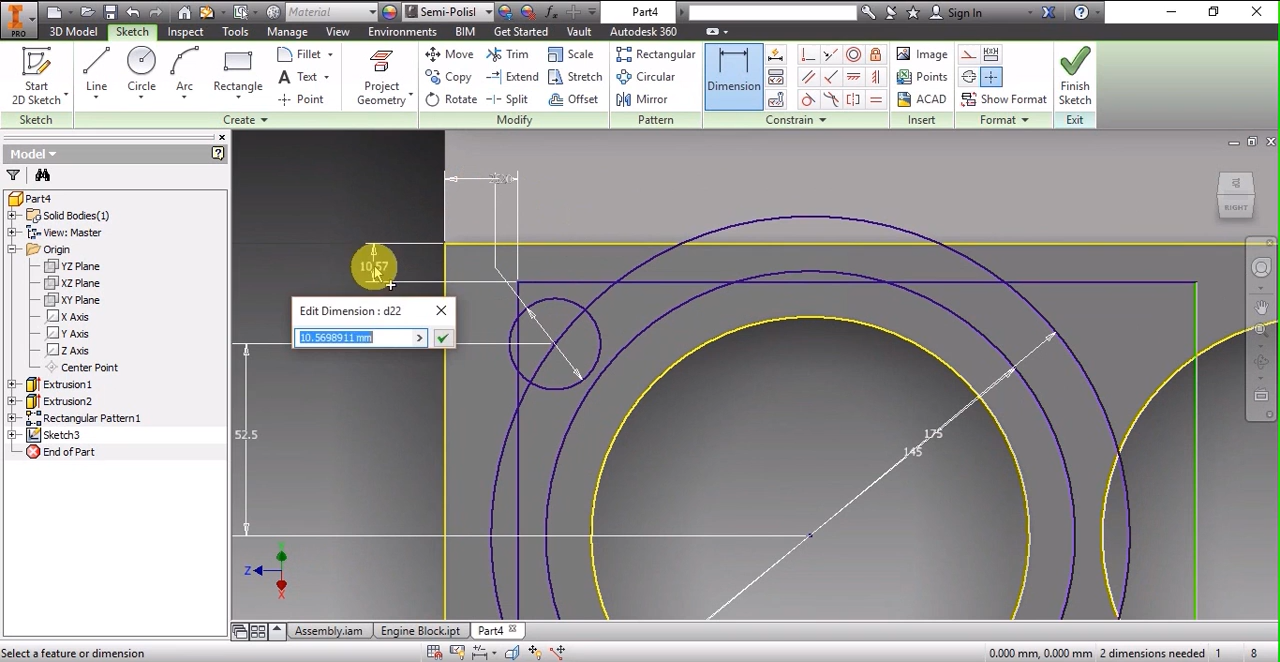 PRO
Material
Semi-Polisl
Part4
Sign In
3D Model
Sketch
Inspect
Tools
Manage
View
Environments
BIM
Get Started
Vault
Autodesk 360
Start
2D Sketch
Line
Circle
Arc
Rectangle
Fillet
Text
Point
Project
Geometry
Move
Copy
Rotate
Trim
Extend
Split
Scale
Stretch
Offset
Rectangular
Circular
Mirror
Dimension
Image
Points
ACAD
Show Format
Finish
Sketch
Sketch
Create
Modify
Pattern
Constrain
Insert
Format
Exit
Model
Part4
Solid Bodies(1)
View: Master
Origin
YZ Plane
XZ Plane
XY Plane
X Axis
Y Axis
Z Axis
Center Point
Extrusion1
Extrusion2
Rectangular Pattern1
Sketch3
End of Part
10.57
Edit Dimension : d22
10.5698911 mm
52.5
175
145
RIGHT
Z
X
Assembly.iam
Engine Block.ipt
Part4
Select a feature or dimension
0.000 mm, 0.000 mm
2 dimensions needed
1
8